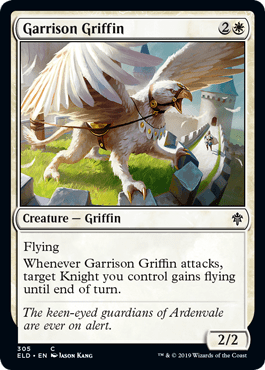 Garrison Griffin 2
Creature — Griffin
Flying
Whenever Garrison Griffin attacks,
target Knight you control gains flying
until end of turn.
The keen-eyed guardians of Ardenvale
are ever on alert.
2/2
305 C
ELD • EN Jason Kang
™ & © 2019 Wizards of the Coast